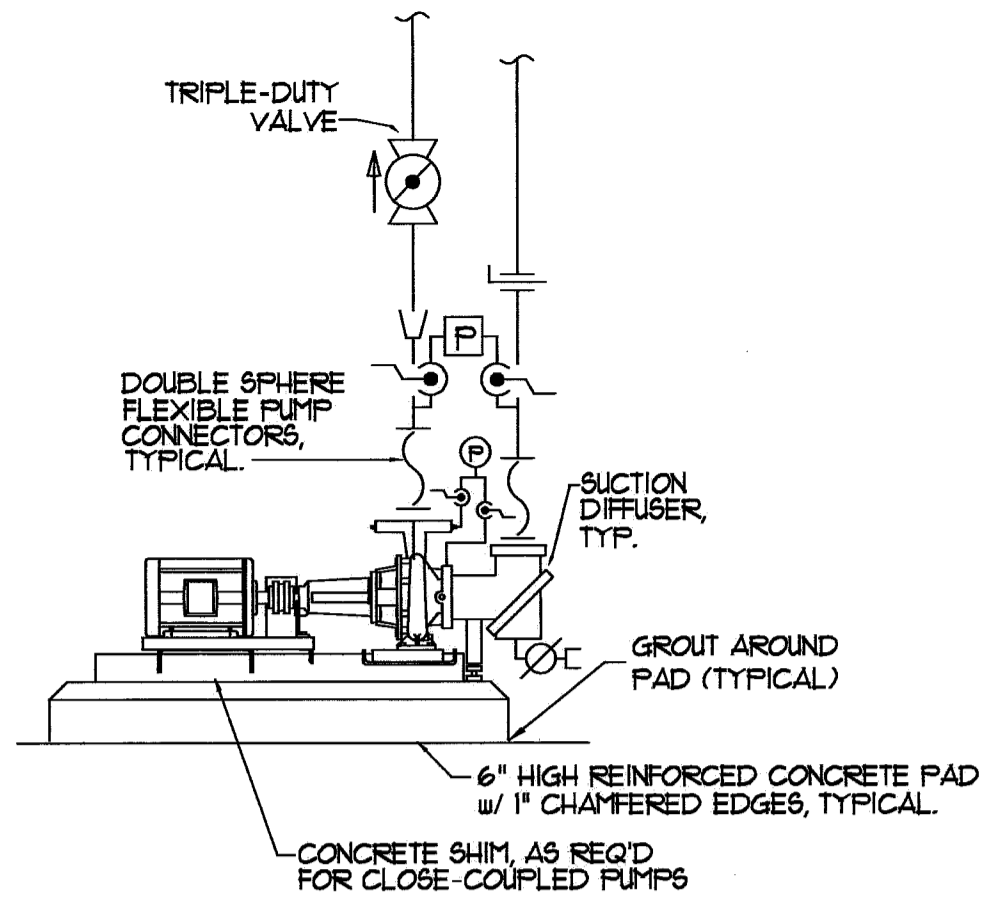 TRIPLE-DUTY
VALVE
P
DOUBLE SPHERE
FLEXIBLE PUMP
CONNECTORS,
TYPICAL.
P
SUCTION
DIFFUSER,
TYP.
GROUT AROUND
PAD (TYPICAL)
6" HIGH REINFORCED CONCRETE PAD
w/ 1" CHAMFERED EDGES, TYPICAL.
CONCRETE SHIM, AS REQ'D
FOR CLOSE-COUPLED PUMPS